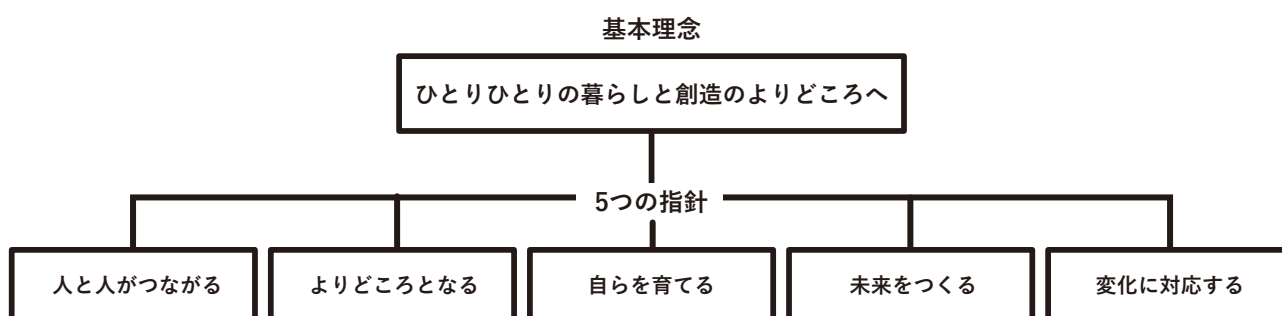 基本理念
ひとりひとりの暮らしと創造のよりどころへ
5つの指針
人と人がつながる
よりどころとなる
自らを育てる
未来をつくる
変化に対応する